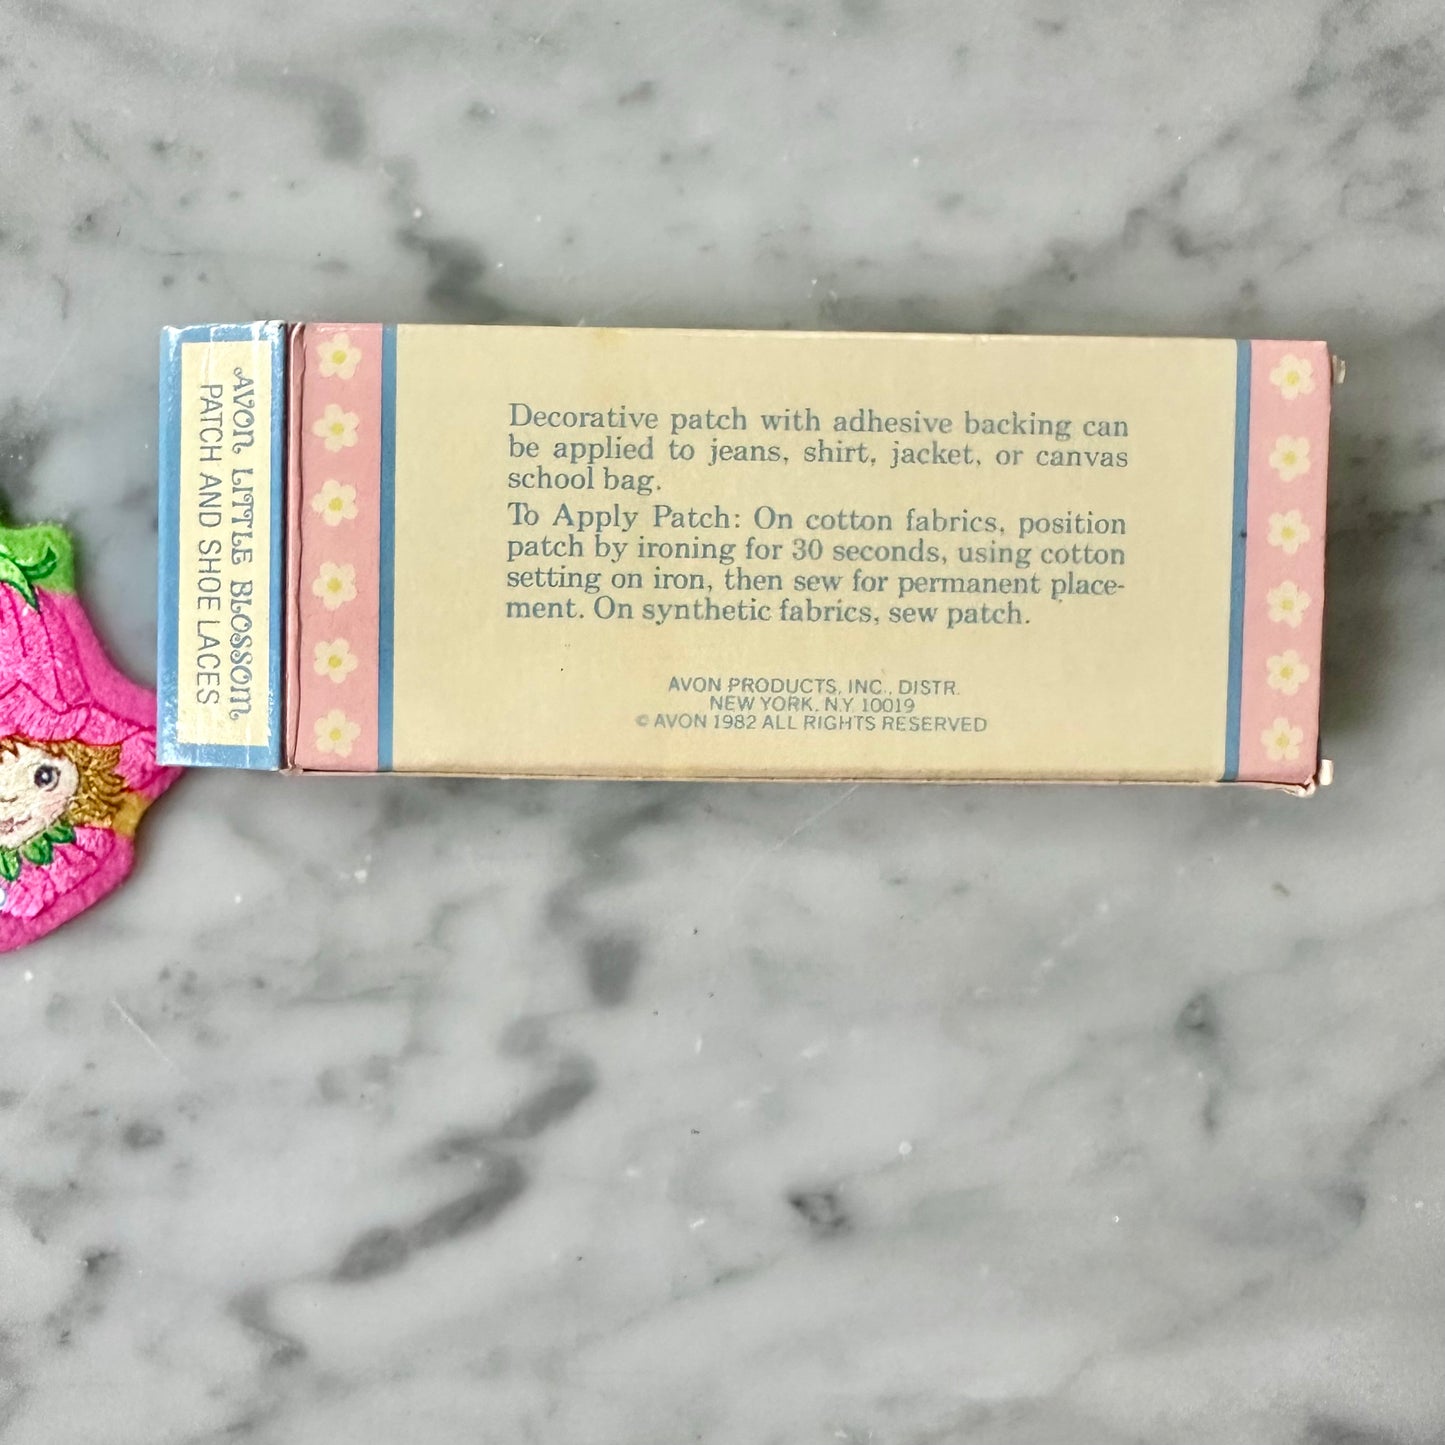 AVON LITTLE BLOSSOM
PATCH AND SHOE LACES
Decorative patch with adhesive backing can
be applied to jeans, shirt, jacket, or canvas
school bag.
To Apply Patch: On cotton fabrics, position
patch by ironing for 30 seconds, using cotton
setting on iron, then sew for permanent place-
ment. On synthetic fabrics, sew patch.
AVON PRODUCTS, INC., DISTR.
NEW YORK, N.Y 10019
© AVON 1982 ALL RIGHTS RESERVED